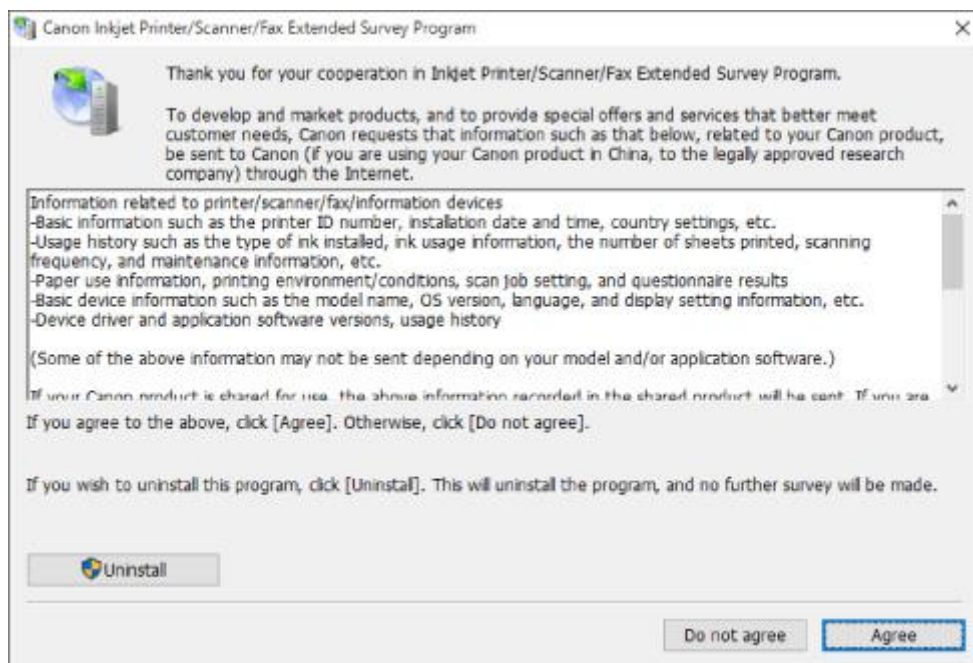 Canon Inkjet Printer/Scanner/Fax Extended Survey Program
Thank you for your cooperation in Inkjet Printer/Scanner/Fax Extended Survey Program.
To develop and market products, and to provide special offers and services that better meet
customer needs, Canon requests that information such as that below, related to your Canon product,
be sent to Canon (if you are using your Canon product in China, to the legally approved research
company) through the Internet.
Information related to printer/scanner/fax/information devices
-Basic information such as the printer ID number, installation date and time, country settings, etc.
-Usage history such as the type of ink installed, ink usage information, the number of sheets printed, scanning
frequency, and maintenance information, etc.
-Paper use information, printing environment/conditions, scan job setting, and questionnaire results
-Basic device information such as the model name, OS version, language, and display setting information, etc.
-Device driver and application software versions, usage history
(Some of the above information may not be sent depending on your model and/or application software.)
If your Canon product is shared for use, the above information recorded in the shared product will be sent. If you are
If you agree to the above, click [Agree]. Otherwise, click [Do not agree].
If you wish to uninstall this program, click [Uninstall]. This will uninstall the program, and no further survey will be made.
Uninstall
Do not agree
Agree